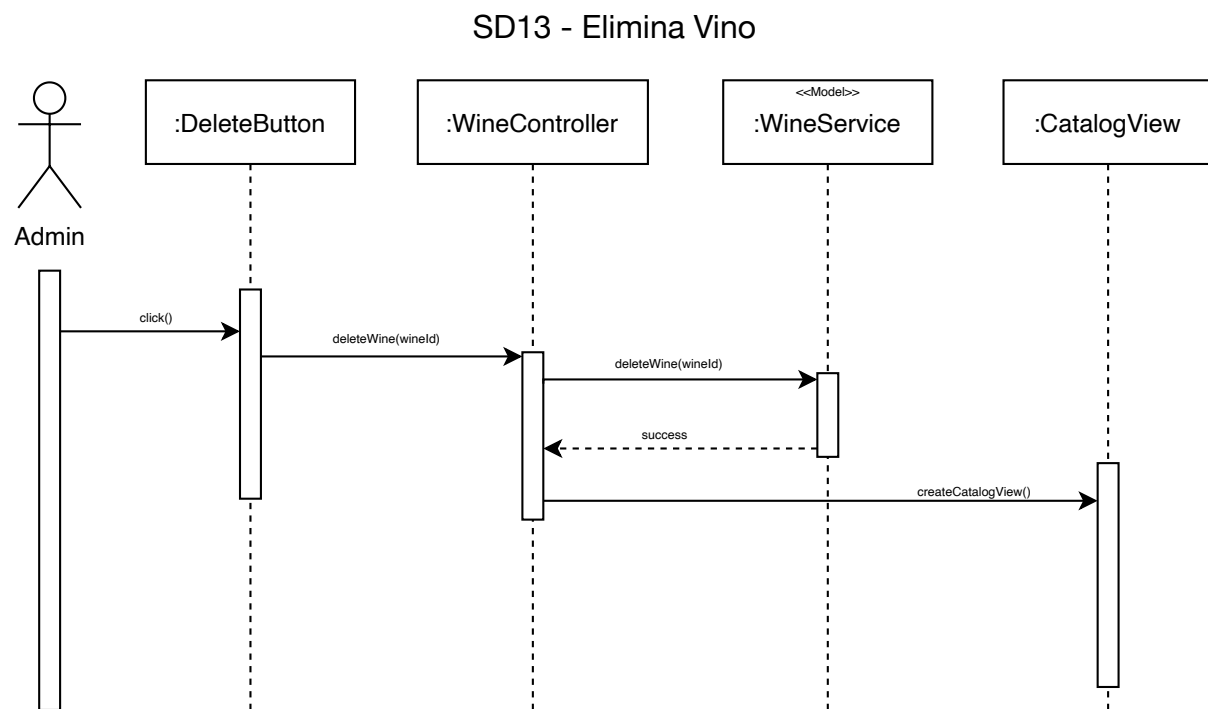 SD13 - Elimina Vino
:DeleteButton
:WineController
<<Model>>
:WineService
:CatalogView
Admin
click()
deleteWine(wineId)
deleteWine(wineId)
success
createCatalogView()